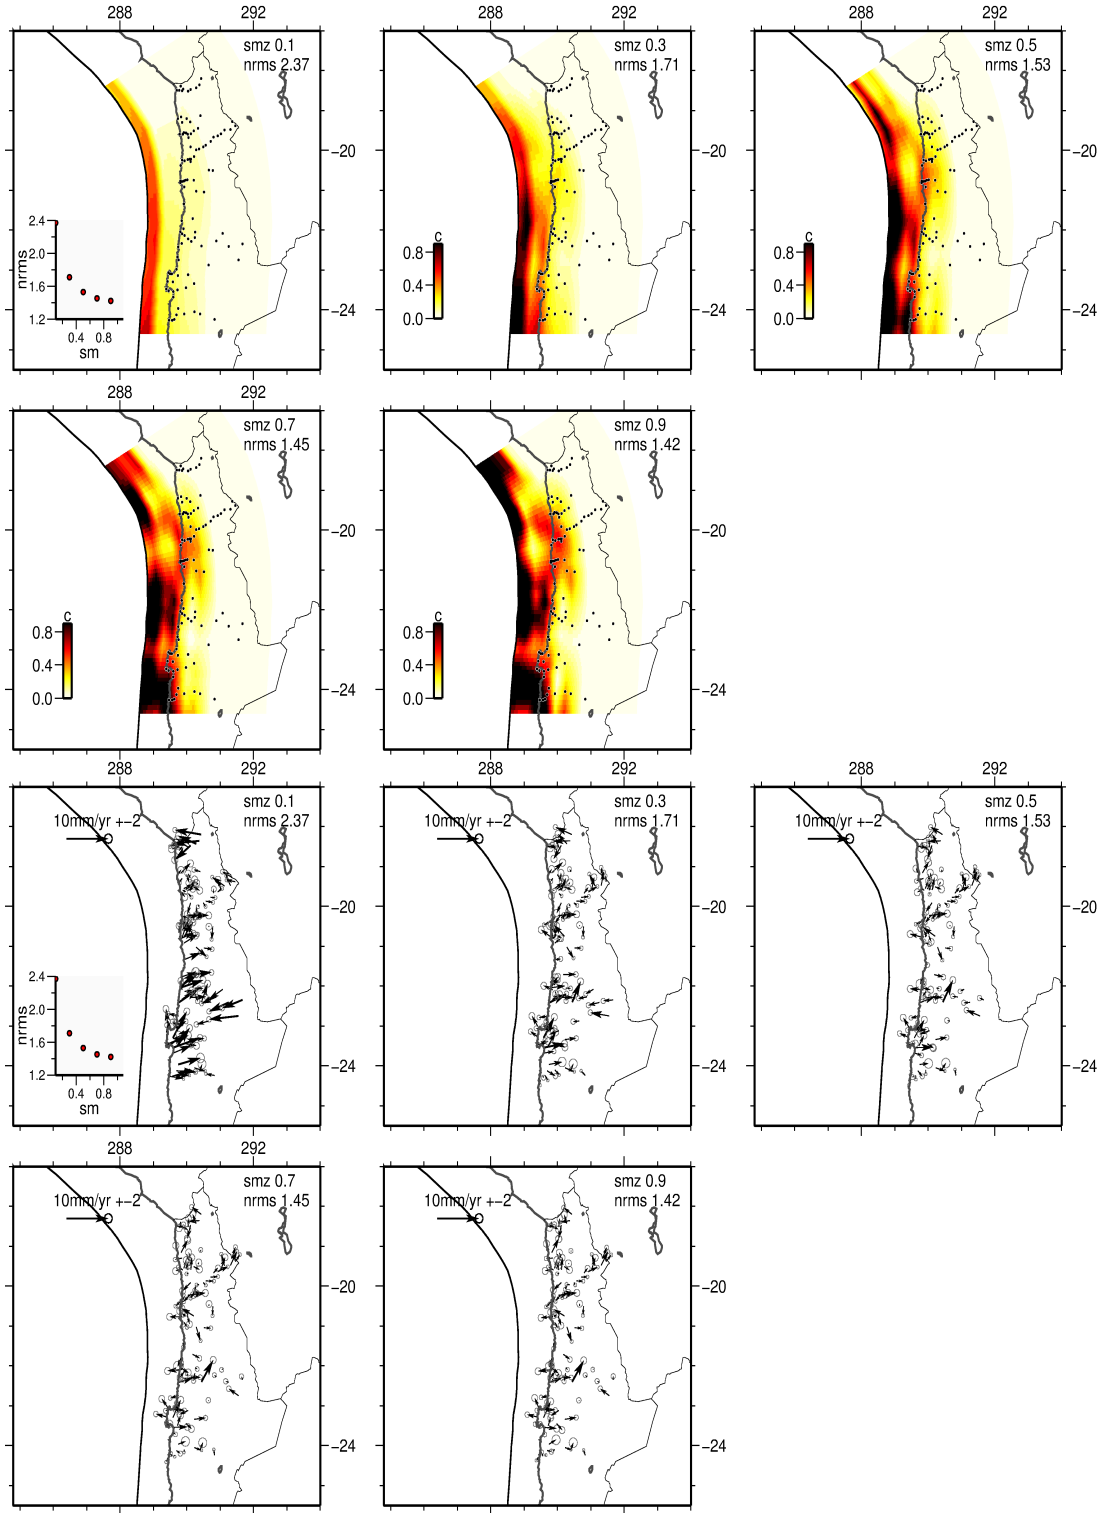 288 292 288 292 288 292
smz 0.1 smz 0.3 smz 0.5
nrms 2.37 nrms 1.71 nrms 1.53
−20 −20 −20
2.4
2.0
nrms
1.6
1.2
0.4 0.8
sm
c c
0.8 0.8
0.4 0.4
0.0 0.0
−24 −24 −24
288 292 288 292
smz 0.7 smz 0.9
nrms 1.45 nrms 1.42
−20 −20
c c
0.8 0.8
0.4 0.4
0.0 0.0
−24 −24
288 292 288 292 288 292
smz 0.1 smz 0.3 smz 0.5
10mm/yr +−2 nrms 2.37 10mm/yr +−2 nrms 1.71 10mm/yr +−2 nrms 1.53
−20 −20 −20
2.4
2.0
nrms
1.6
1.2
0.4 0.8
sm
−24 −24 −24
288 292 288 292
smz 0.7 smz 0.9
10mm/yr +−2 nrms 1.45 10mm/yr +−2 nrms 1.42
−20 −20
−24 −24